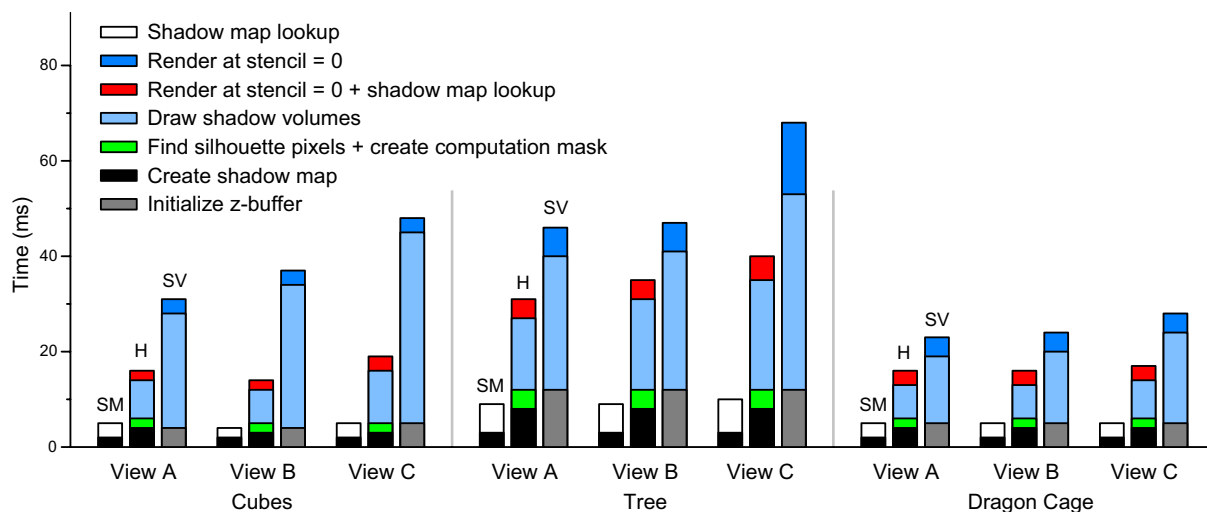 Shadow map lookup
Render at stencil = 0
Render at stencil = 0 + shadow map lookup
Draw shadow volumes
Find silhouette pixels + create computation mask
Create shadow map
Initialize z-buffer
Time (ms)
80
60
40
20
0
SM
H
SV
SM
H
SV
SM
H
SV
View A
View B
View C
View A
View B
View C
View A
View B
View C
Cubes
Tree
Dragon Cage